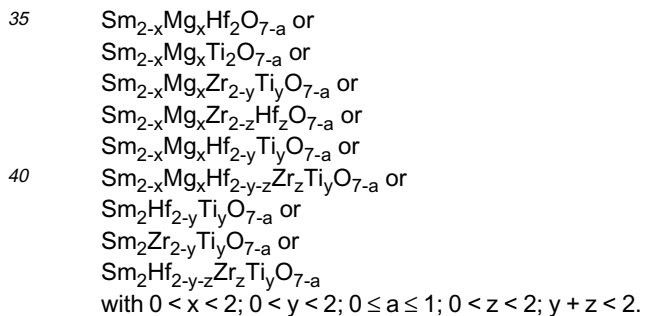 35 Sm₂₋ₓMgₓHf₂O₇₋ₐ or
Sm₂₋ₓMgₓTi₂O₇₋ₐ or
Sm₂₋ₓMgₓZr₂₋yTiyO₇₋ₐ or
Sm₂₋ₓMgₓZr₂₋zHfzO₇₋ₐ or
Sm₂₋ₓMgₓHf₂₋yTiyO₇₋ₐ or
40 Sm₂₋ₓMgₓHf₂₋y₋zZrzTiyO₇₋ₐ or
Sm₂Hf₂₋yTiyO₇₋ₐ or
Sm₂Zr₂₋yTiyO₇₋ₐ or
Sm₂Hf₂₋y₋zZrzTiyO₇₋ₐ
with 0 < x < 2; 0 < y < 2; 0 ≤ a ≤ 1; 0 < z < 2; y + z < 2.